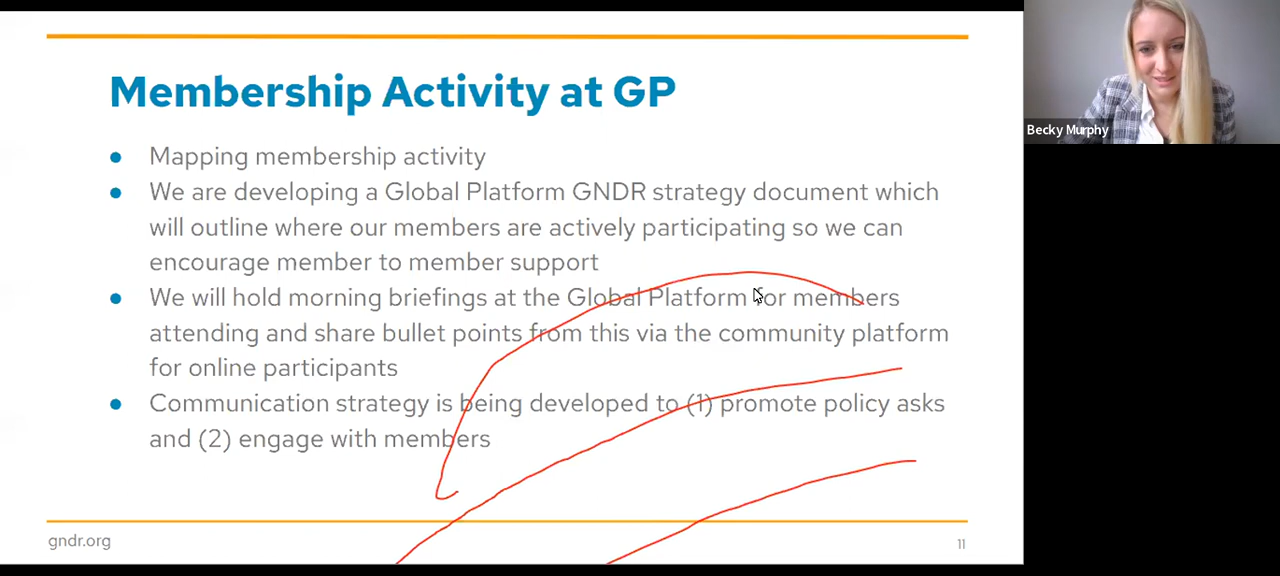 Membership Activity at GP
Mapping membership activity
We are developing a Global Platform GNDR strategy document which
will outline where our members are actively participating so we can
encourage member to member support
We will hold morning briefings at the Global Platform for members
attending and share bullet points from this via the community platform
for online participants
Communication strategy is being developed to (1) promote policy asks
and (2) engage with members
gndr.org
11
Becky Murphy